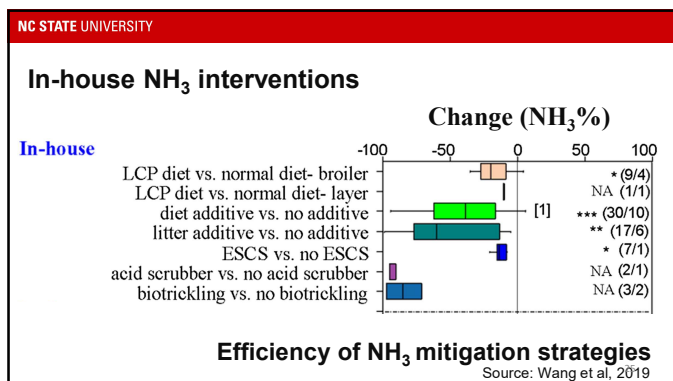 NC STATE UNIVERSITY
In-house NH3 interventions
Change (NH3%)
In-house
-100 -50 0 50 100
LCP diet vs. normal diet- broiler * (9/4)
LCP diet vs. normal diet- layer NA (1/1)
diet additive vs. no additive [1] *** (30/10)
litter additive vs. no additive ** (17/6)
ESCS vs. no ESCS * (7/1)
acid scrubber vs. no acid scrubber NA (2/1)
biotrickling vs. no biotrickling NA (3/2)
Efficiency of NH3 mitigation strategies
Source: Wang et al, 2019